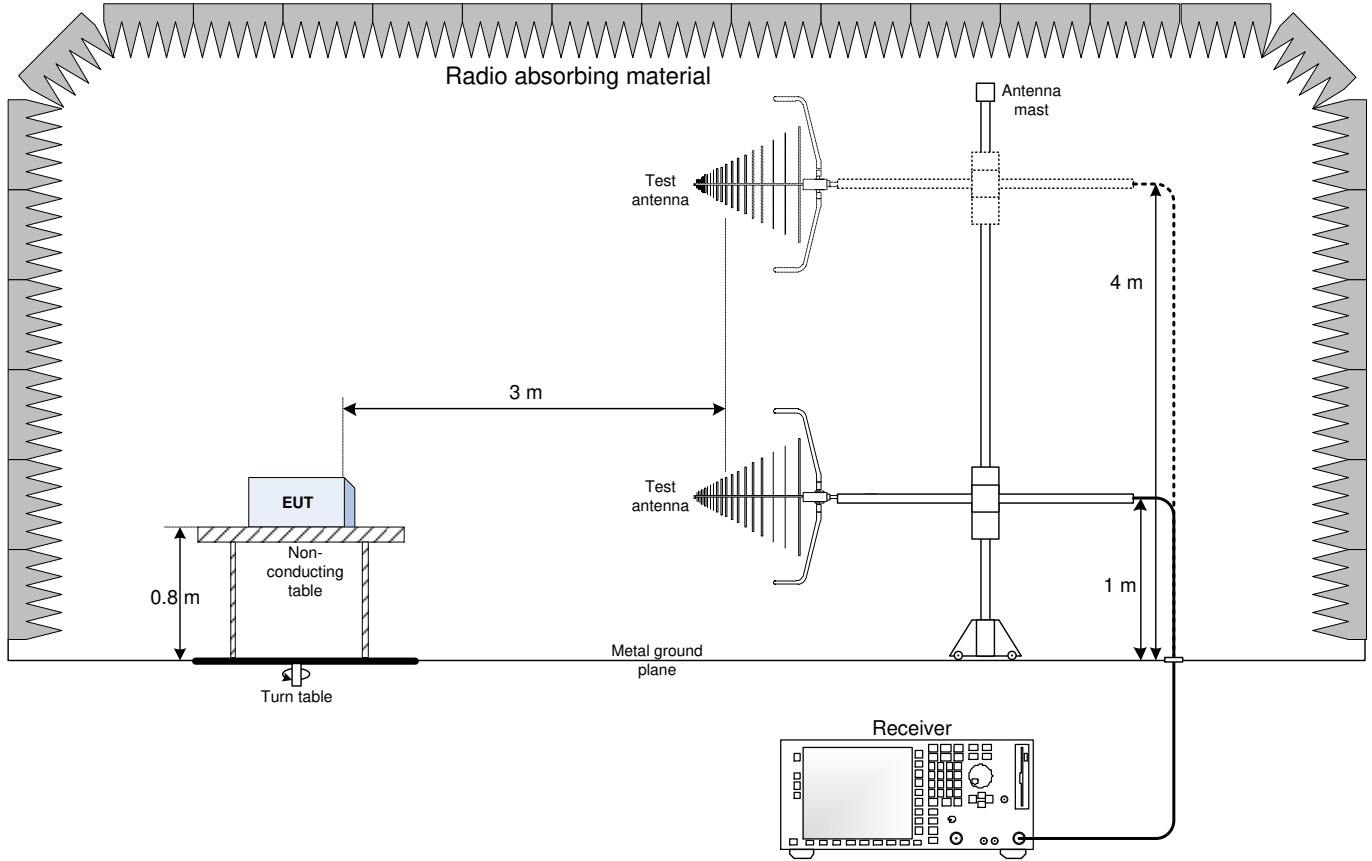 Radio absorbing material
Antenna
mast
Test
antenna
4 m
3 m
Test
antenna
EUT
Non-
conducting
table
0.8 m
1 m
Metal ground
plane
Turn table
Receiver